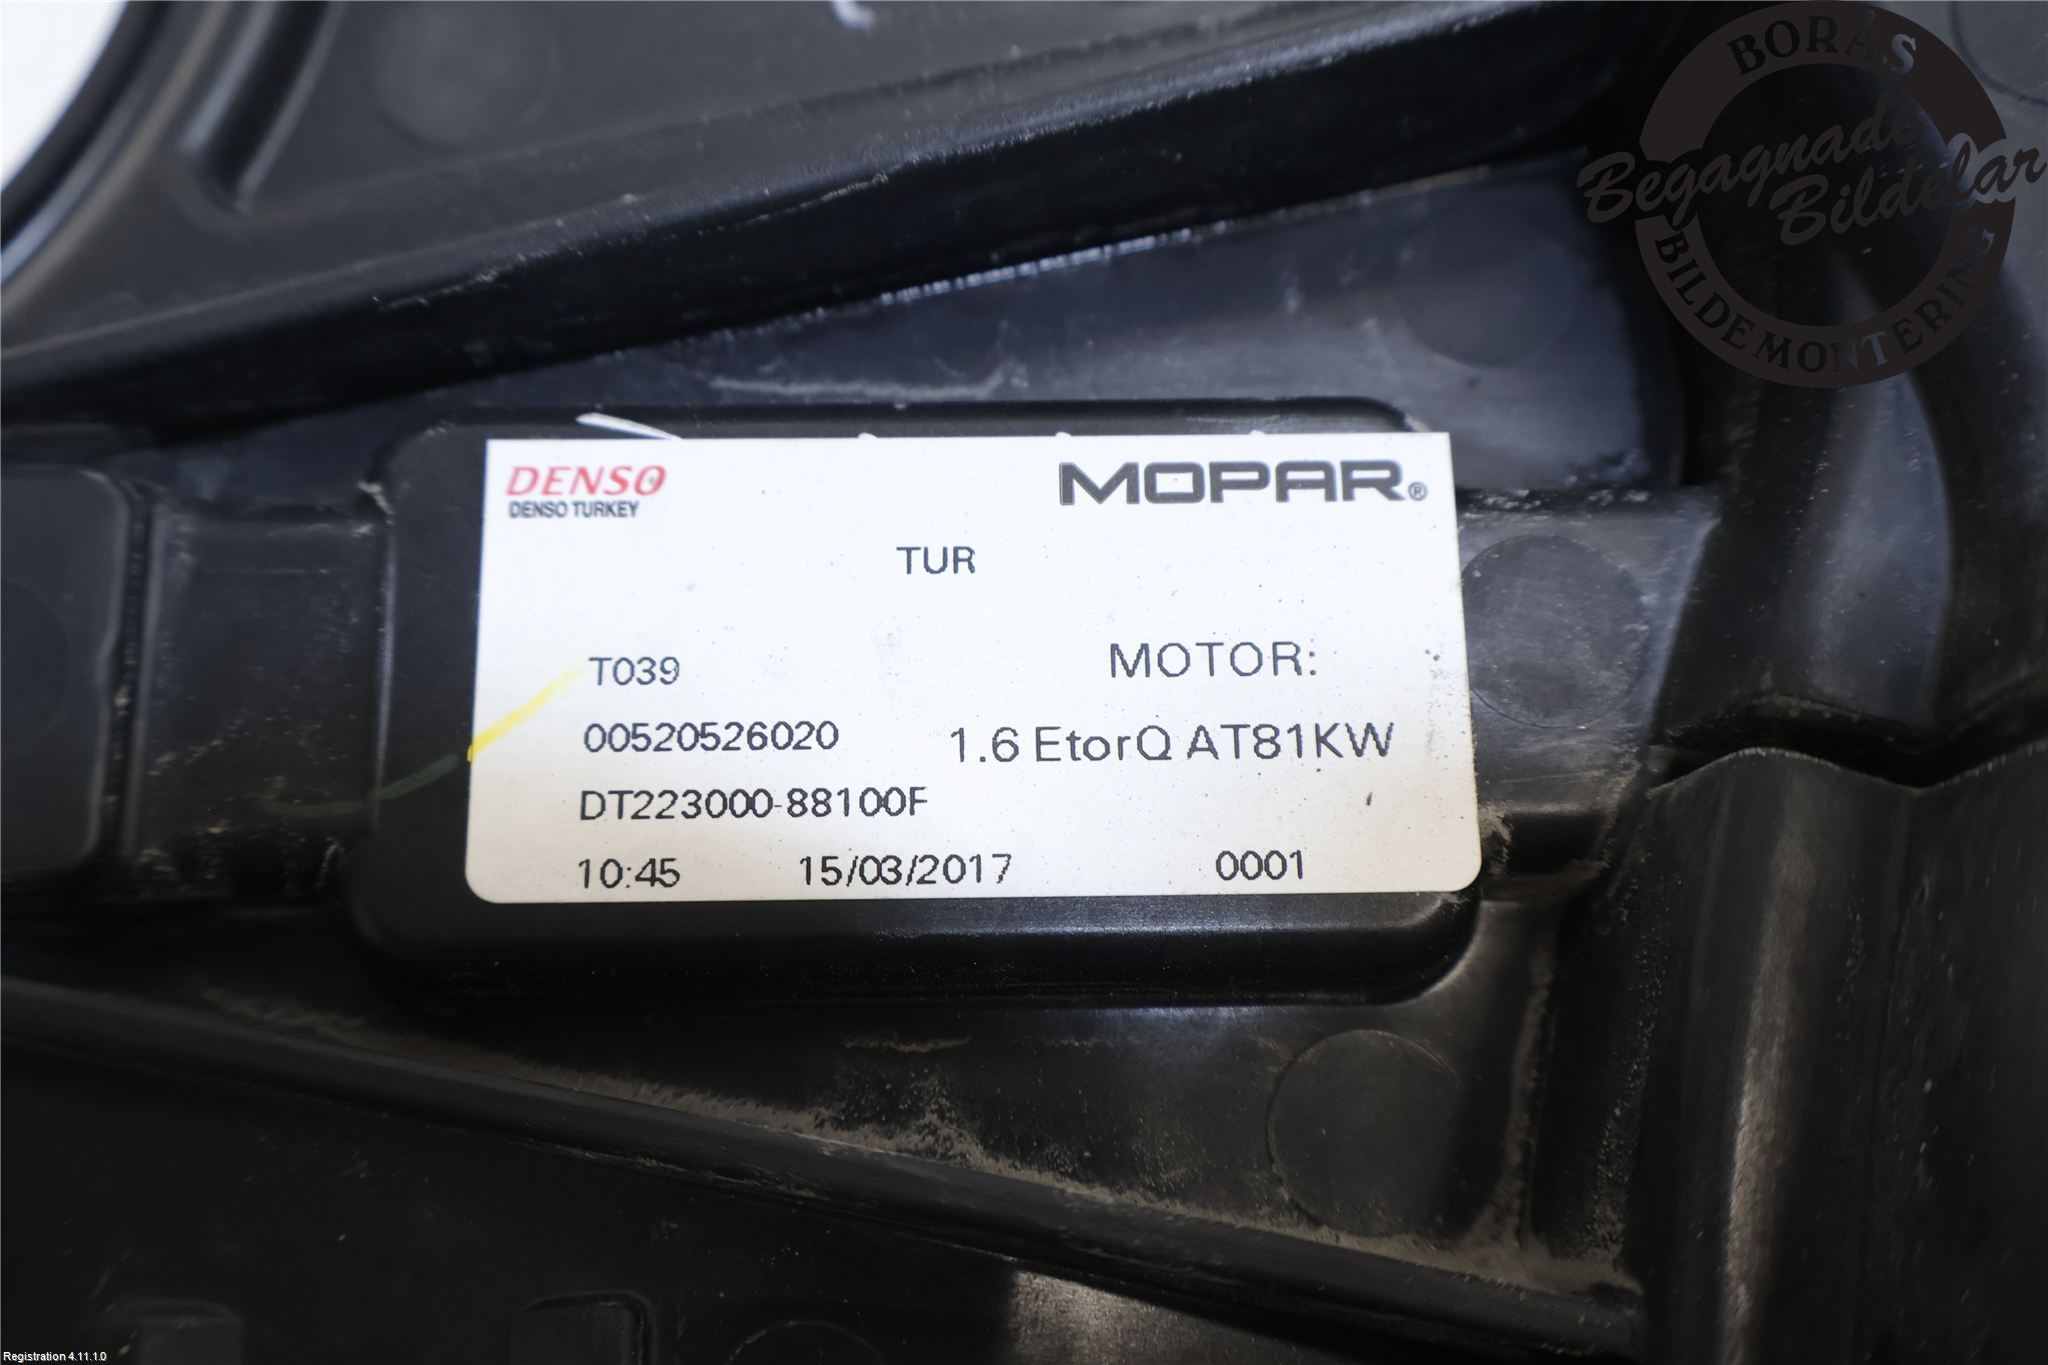 BORÅS
Begagnade
Bildelar
BILDEMONTERING
DENSO
DENSO TURKEY
MOPAR®
TUR
T039
MOTOR:
00520526020
1.6 EtorQ AT81KW
DT223000-88100F
10:45 15/03/2017 0001
Registration 4.11.1.0